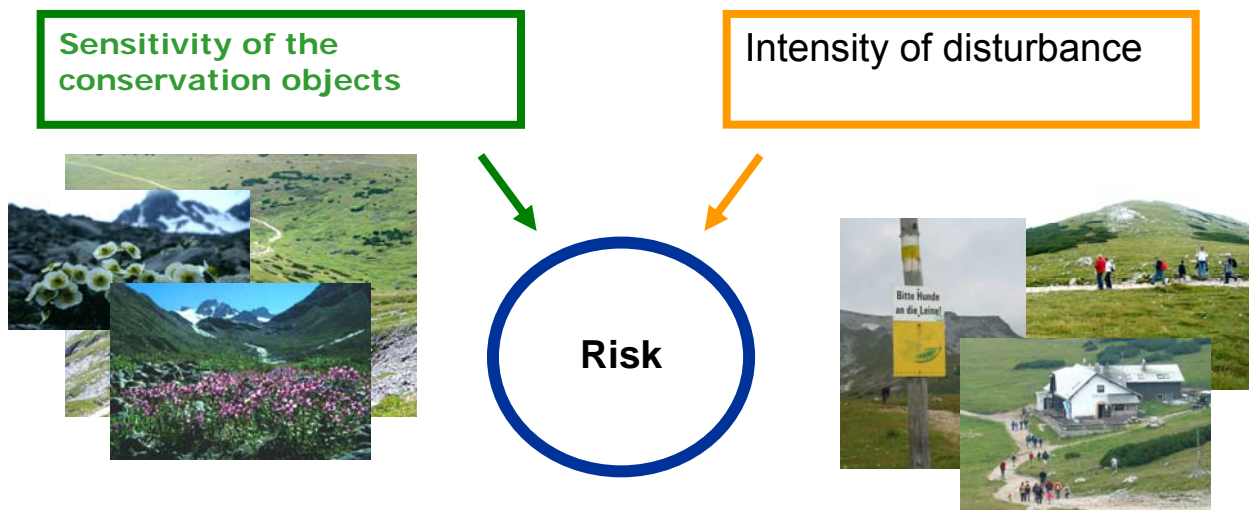 Sensitivity of the
conservation objects
Intensity of disturbance
Risk
Bitte Hunde
an die Leine!